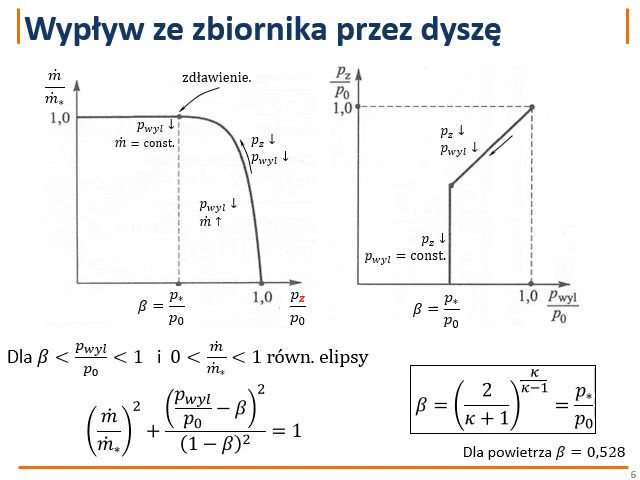 Wypływ ze zbiornika przez dyszę
ṁ/ṁ*
zdławienie.
1,0
p_wyl ↓
ṁ = const.
p_z ↓
p_wyl ↓
p_wyl ↓
ṁ ↑
β = p*/p₀
1,0
p_z/p₀
p_z/p₀
1,0
p_z ↓
p_wyl ↓
p_z ↓
p_wyl = const.
β = p*/p₀
1,0
p_wyl/p₀
Dla β < p_wyl/p₀ < 1 i 0 < ṁ/ṁ* < 1 równ. elipsy
(ṁ/ṁ*)² + (p_wyl/p₀ − β)²/(1 − β)² = 1
β = (2/(κ + 1))^(κ/(κ−1)) = p*/p₀
Dla powietrza β = 0,528
6